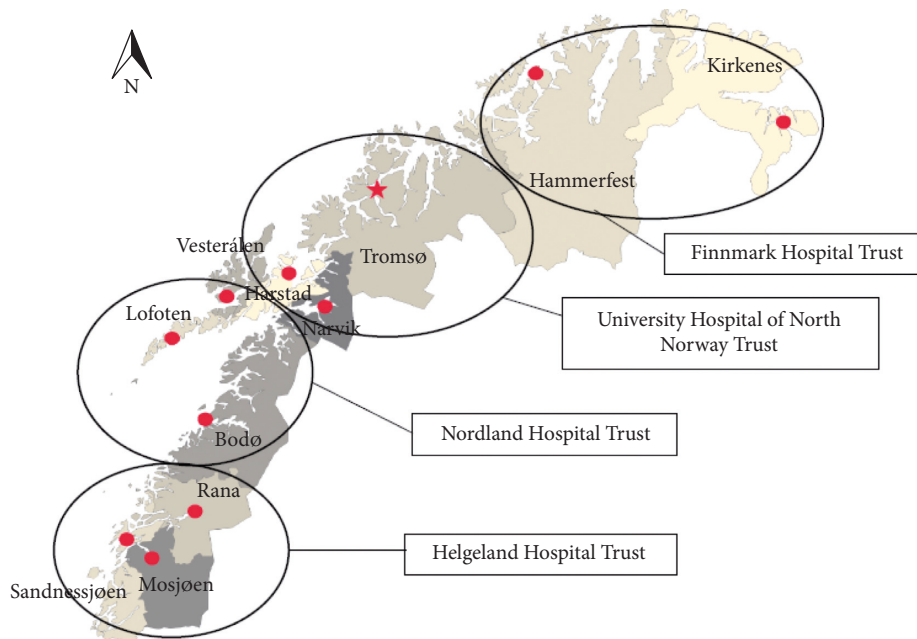 N
Kirkenes
Hammerfest
Finnmark Hospital Trust
Vesterálen
Tromsø
Harstad
Lofoten
Narvik
University Hospital of North
Norway Trust
Bodø
Nordland Hospital Trust
Rana
Helgeland Hospital Trust
Sandnessjøen
Mosjøen